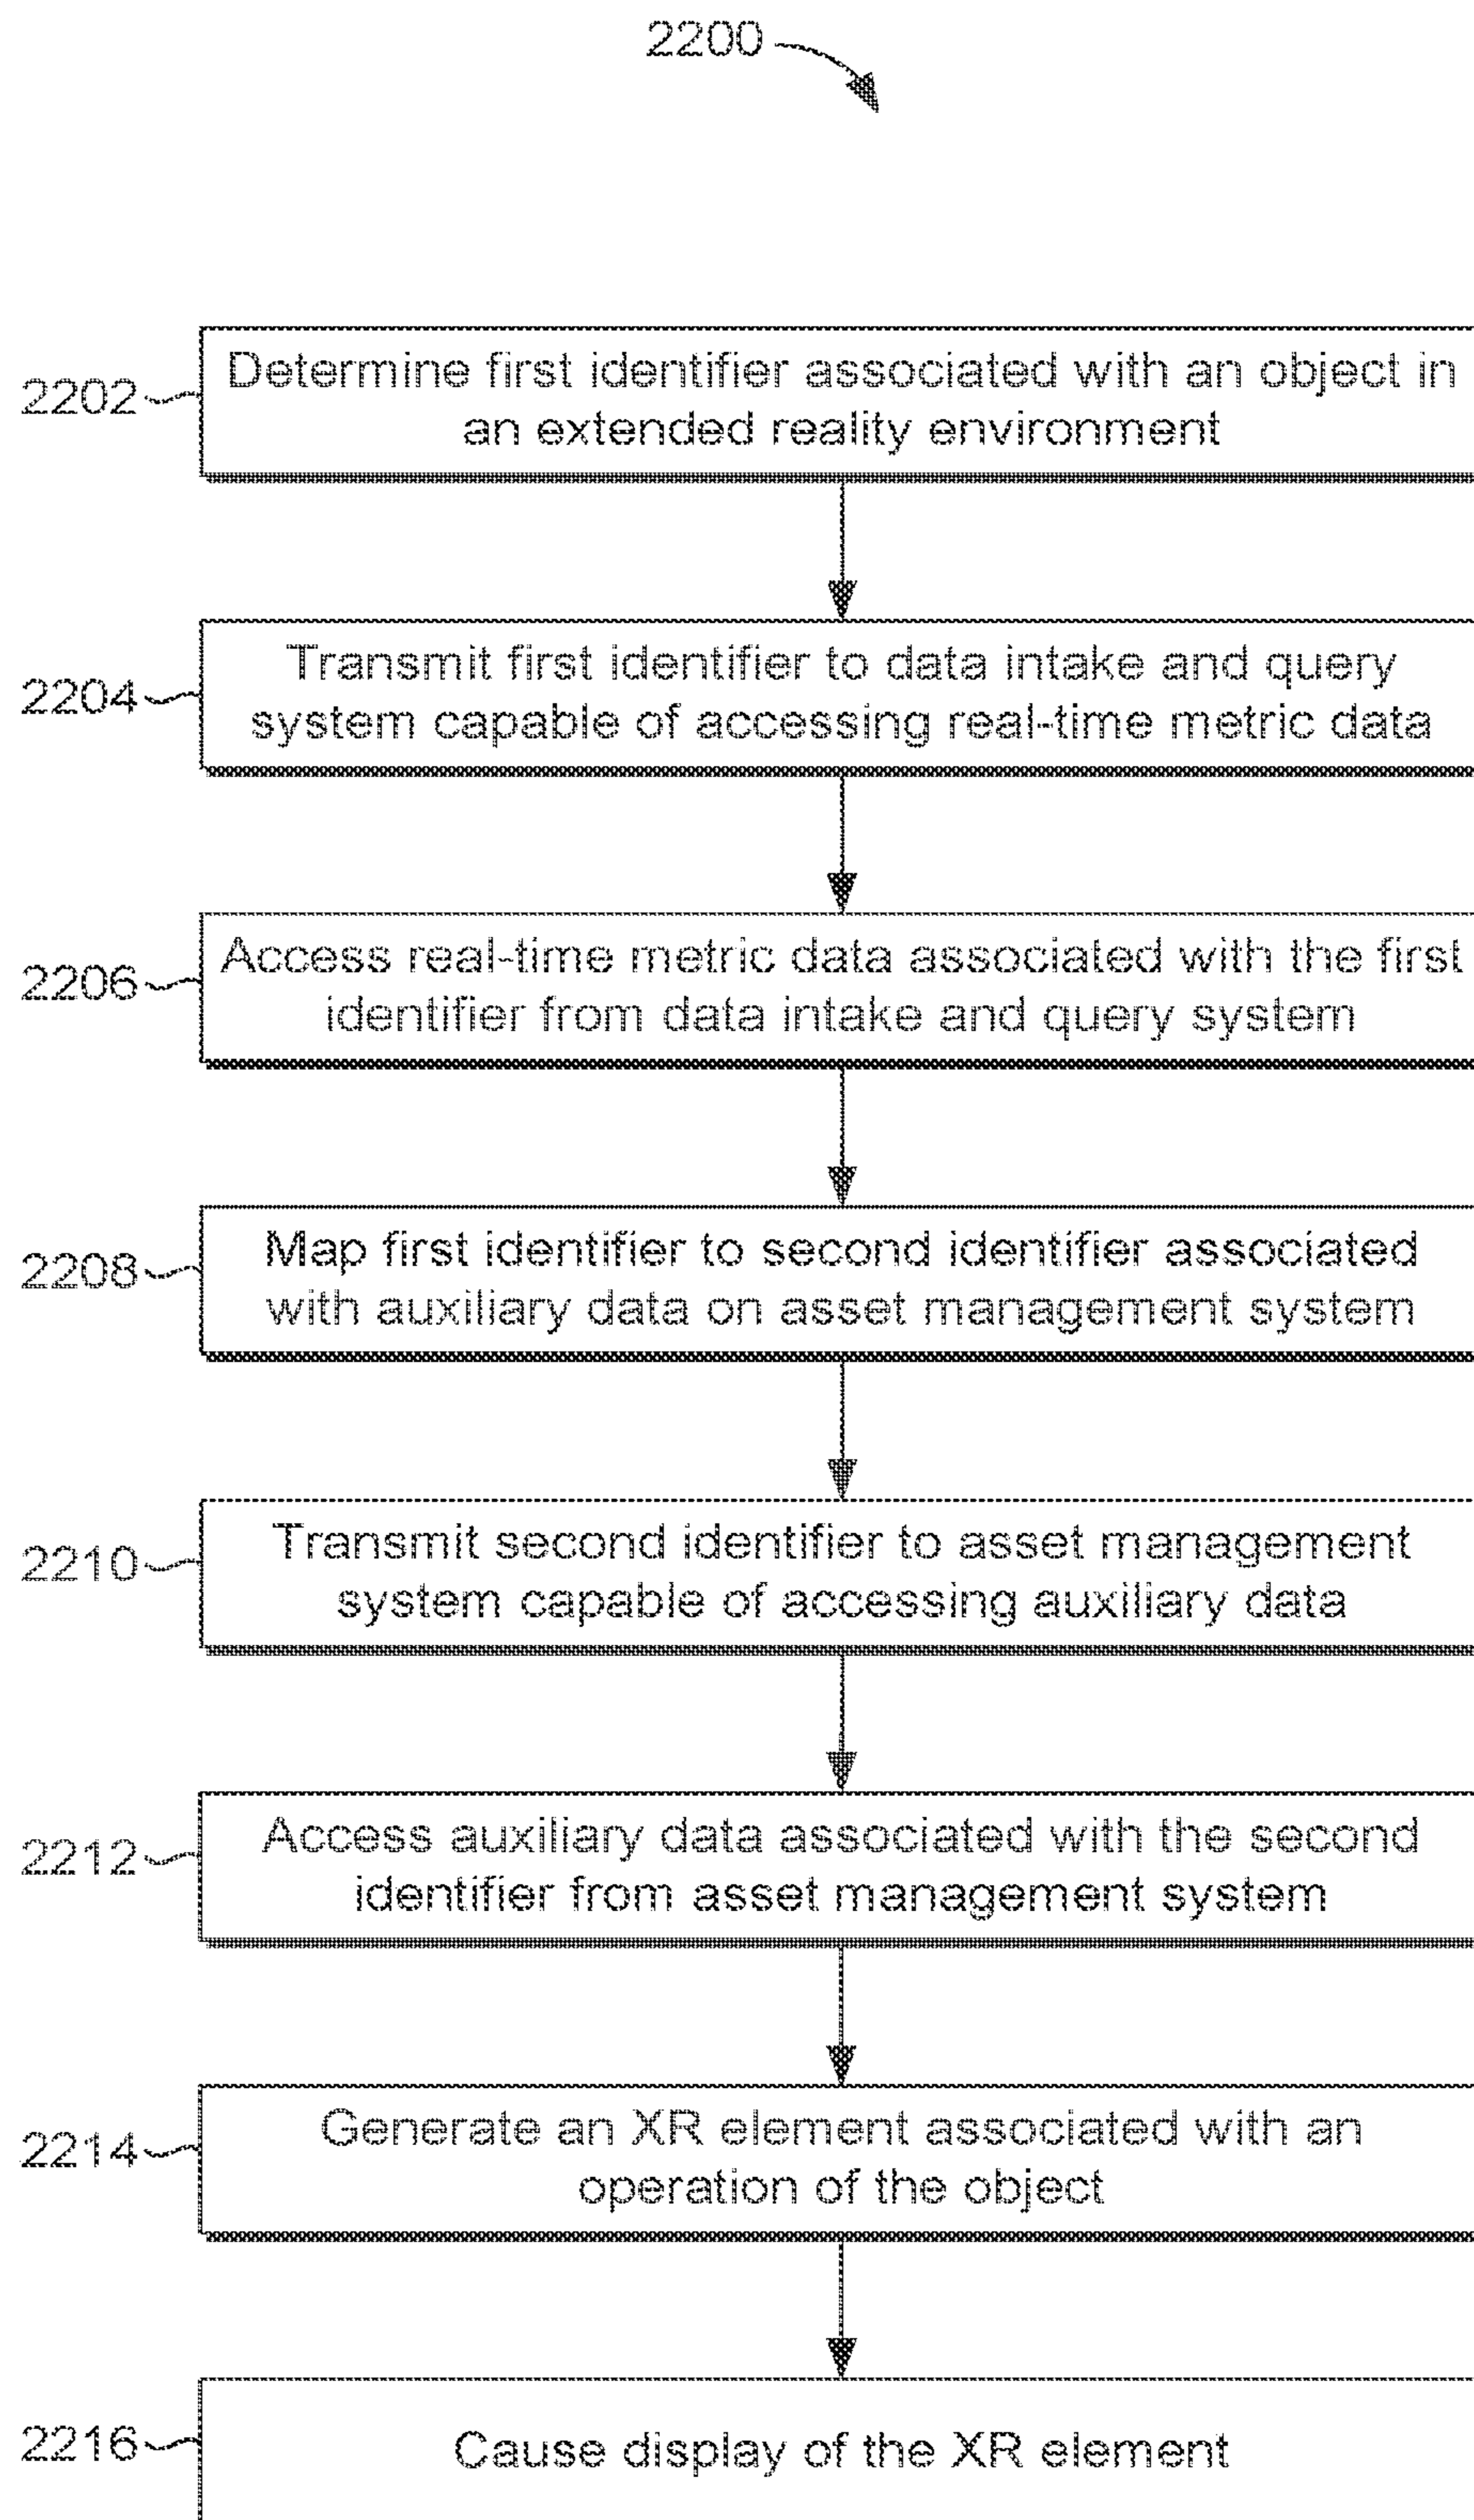 2200
2202
Determine first identifier associated with an object in
an extended reality environment
2204
Transmit first identifier to data intake and query
system capable of accessing real-time metric data
2206
Access real-time metric data associated with the first
identifier from data intake and query system
2208
Map first identifier to second identifier associated
with auxiliary data on asset management system
2210
Transmit second identifier to asset management
system capable of accessing auxiliary data
2212
Access auxiliary data associated with the second
identifier from asset management system
2214
Generate an XR element associated with an
operation of the object
2216
Cause display of the XR element